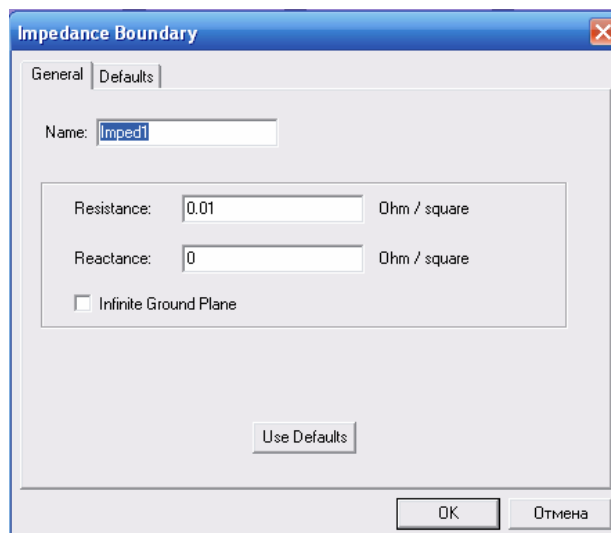 Impedance Boundary
General Defaults
Name: Imped1
Resistance: 0.01 Ohm / square
Reactance: 0 Ohm / square
Infinite Ground Plane
Use Defaults
OK Отмена